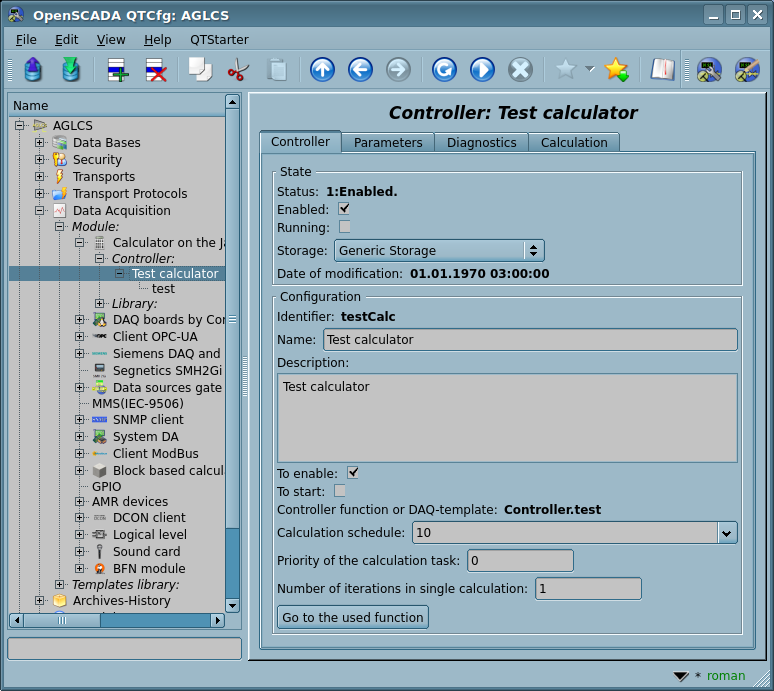 OpenSCADA QTCfg: AGLCS
File Edit View Help QTStarter
Name
AGLCS
Data Bases
Security
Transports
Transport Protocols
Data Acquisition
Module:
Calculator on the Ja
Controller:
Test calculator
test
Library:
DAQ boards by Co
Client OPC-UA
Siemens DAQ and
Segnetics SMH2Gi
Data sources gate
MMS(IEC-9506)
SNMP client
System DA
Client ModBus
Block based calcul
GPIO
AMR devices
DCON client
Logical level
Sound card
BFN module
Templates library:
Archives-History
Controller: Test calculator
Controller Parameters Diagnostics Calculation
State
Status: 1:Enabled.
Enabled:
Running:
Storage: Generic Storage
Date of modification: 01.01.1970 03:00:00
Configuration
Identifier: testCalc
Name: Test calculator
Description:
Test calculator
To enable:
To start:
Controller function or DAQ-template: Controller.test
Calculation schedule: 10
Priority of the calculation task: 0
Number of iterations in single calculation: 1
Go to the used function
* roman